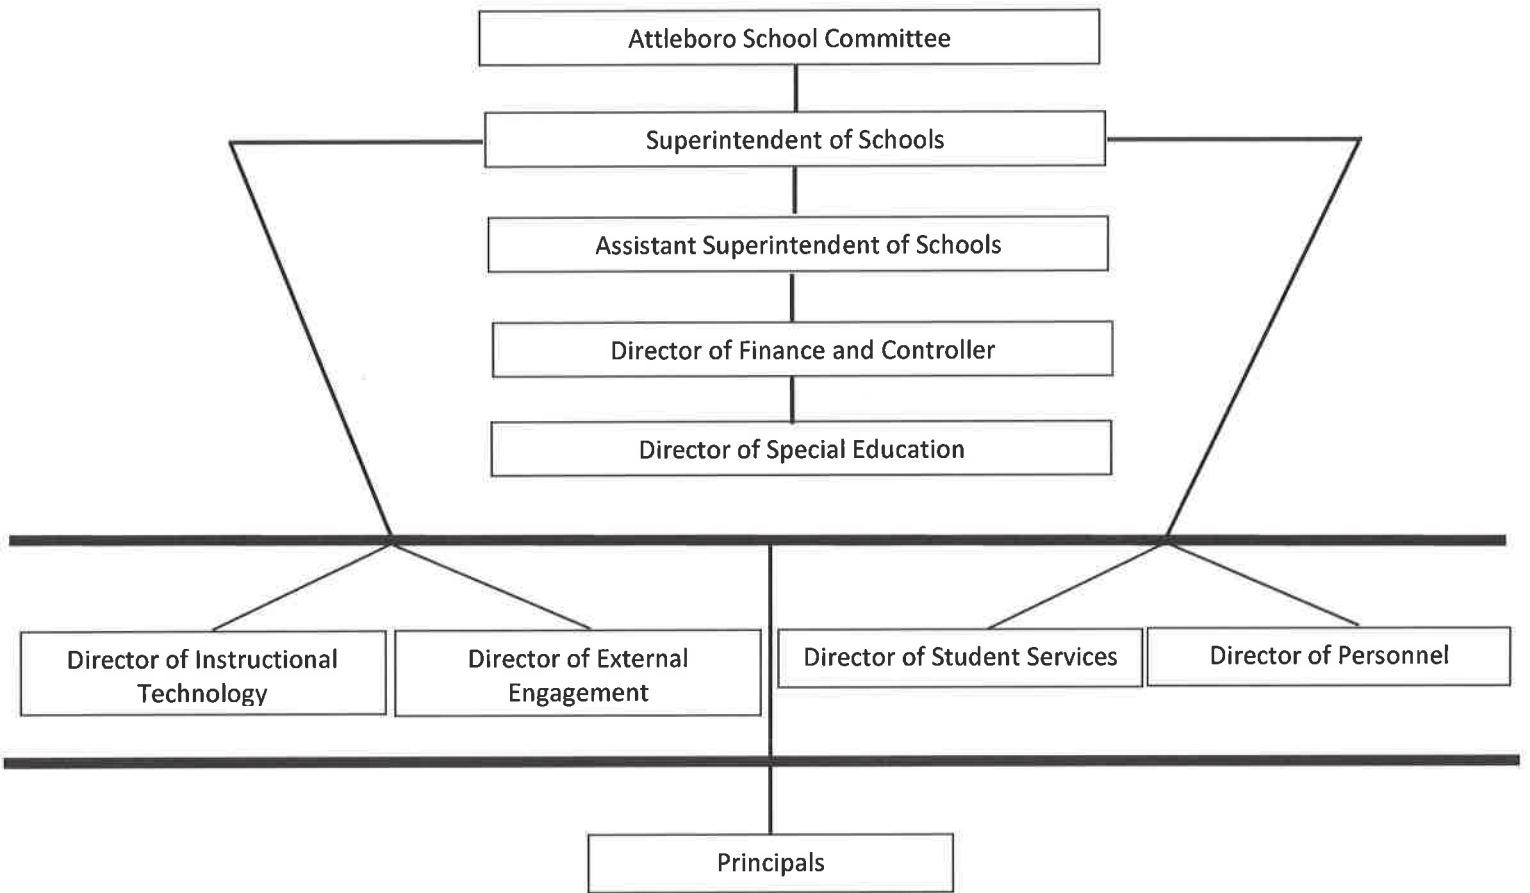 Attleboro School Committee
Superintendent of Schools
Assistant Superintendent of Schools
Director of Finance and Controller
Director of Special Education
Director of Instructional
Technology
Director of External
Engagement
Director of Student Services
Director of Personnel
Principals